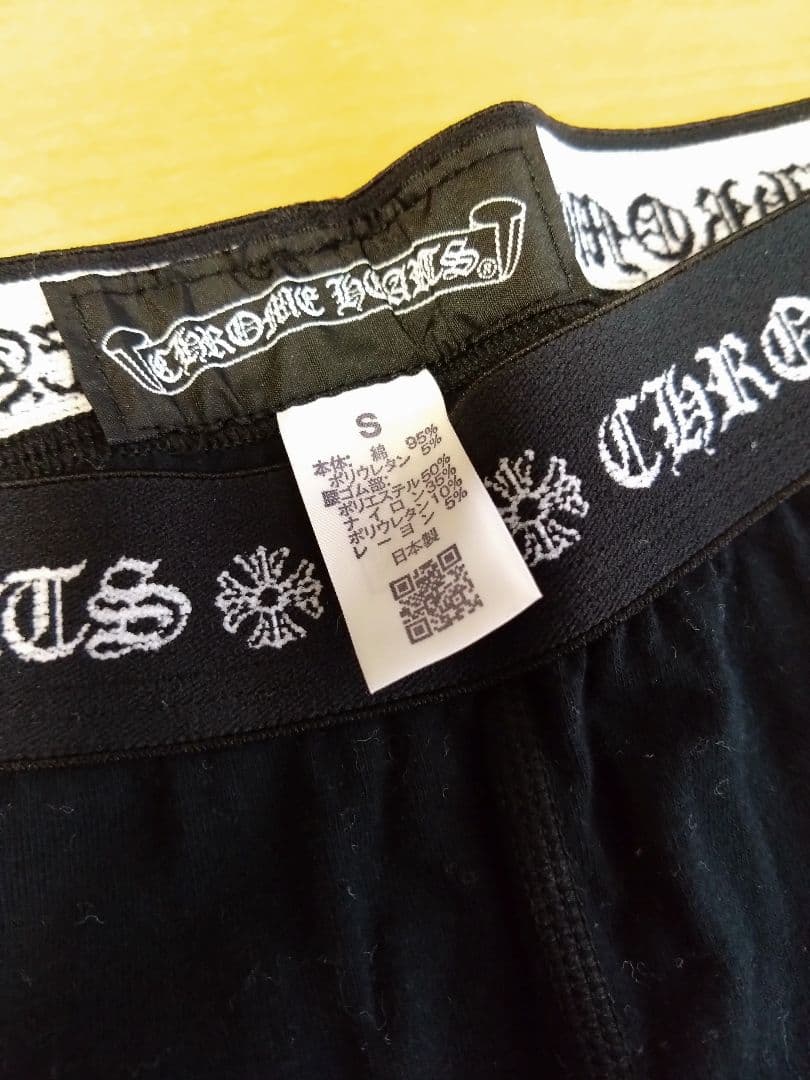 CHROME HEARTS®
CHRO
TS
S
本体: 綿 95%
ポリウレタン 5%
腰ゴム部:
ポリエステル 50%
ナイロン 35%
ポリウレタン 10%
レーヨン 5%
日本製